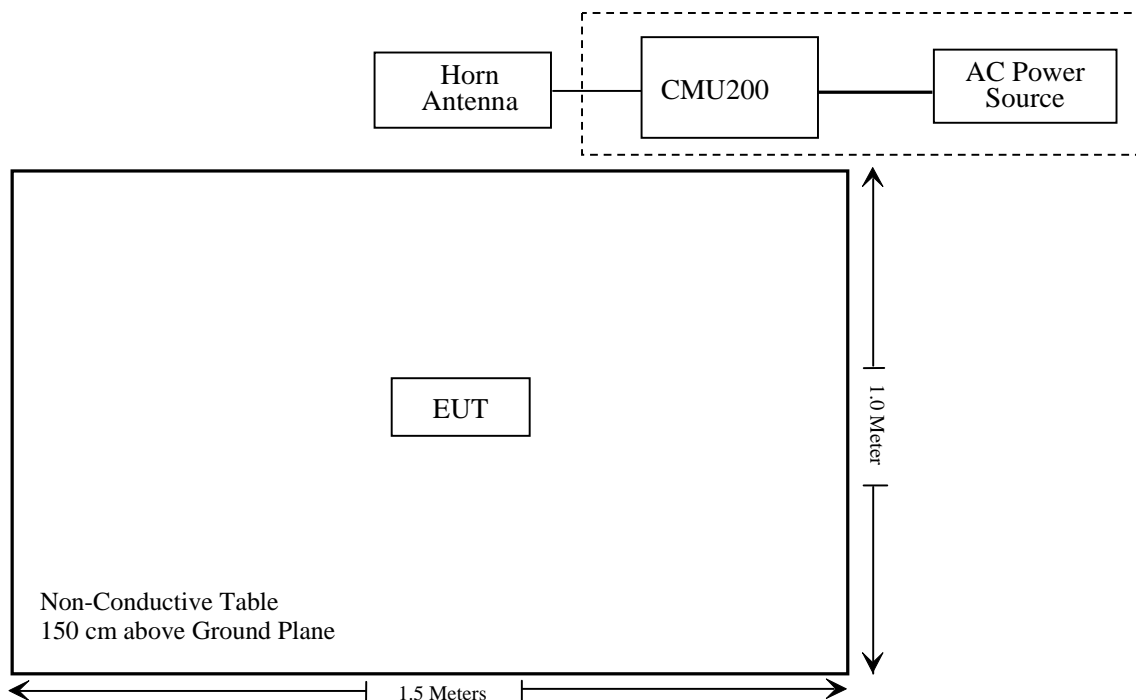 Horn
Antenna
CMU200
AC Power
Source
EUT
1.0 Meter
Non-Conductive Table
150 cm above Ground Plane
1.5 Meters